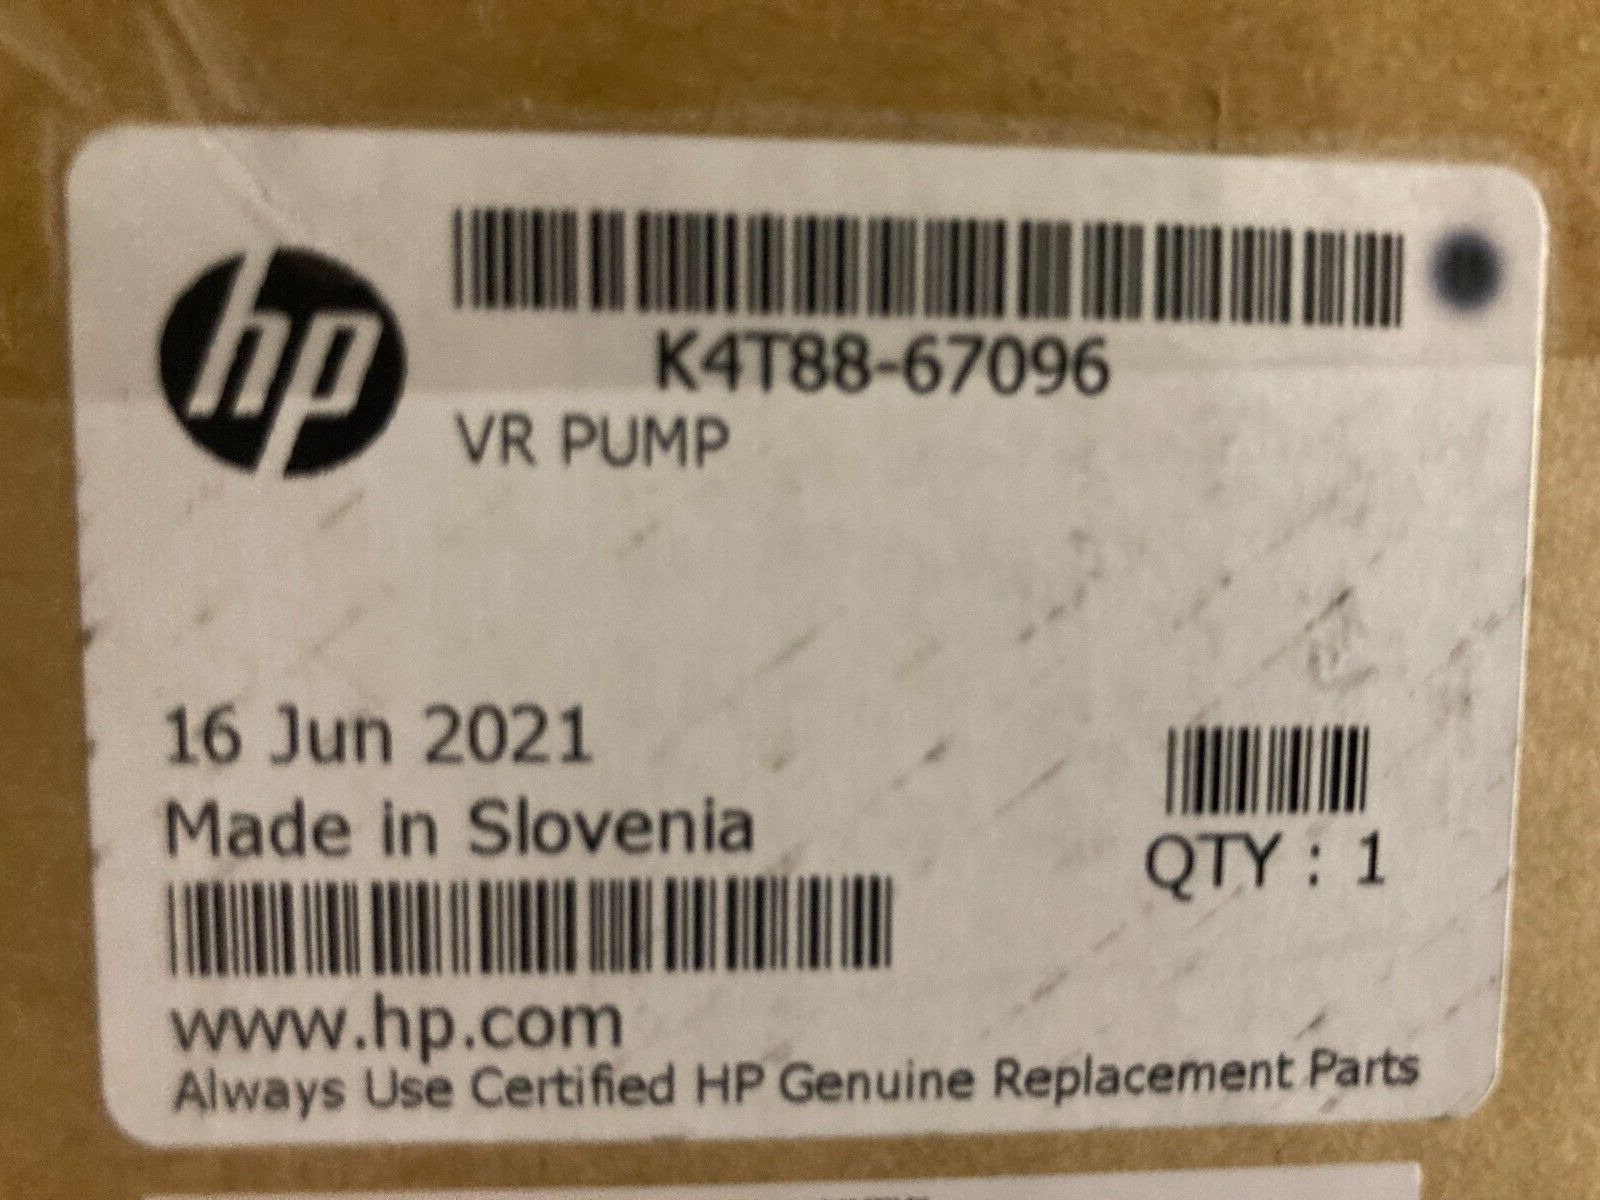 hp
K4T88-67096
VR PUMP
16 Jun 2021
Made in Slovenia
QTY : 1
www.hp.com
Always Use Certified HP Genuine Replacement Parts